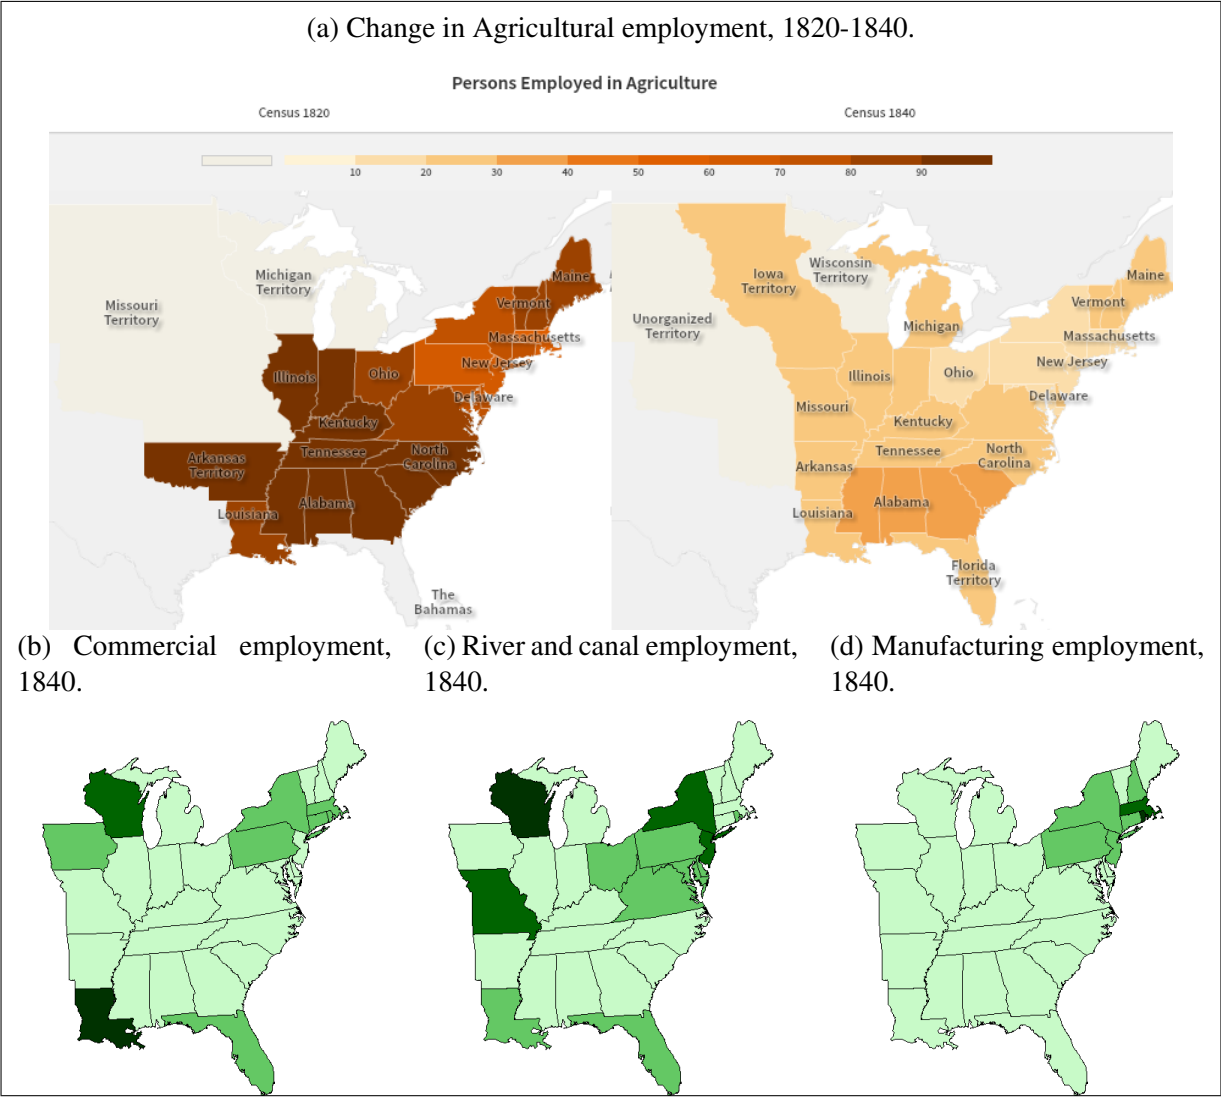 (a) Change in Agricultural employment, 1820-1840.
Persons Employed in Agriculture
Census 1820
Census 1840
10 20 30 40 50 60 70 80 90
Maine
Michigan
Territory
Vermont
Missouri
Territory
Massachusetts
New Jersey
Illinois
Ohio
Delaware
Kentucky
Tennessee
North
Carolina
Arkansas
Territory
Alabama
Louisiana
The
Bahamas
Wisconsin
Territory
Iowa
Territory
Maine
Vermont
Unorganized
Territory
Michigan
Massachusetts
New Jersey
Illinois
Ohio
Delaware
Missouri
Kentucky
Tennessee
North
Carolina
Arkansas
Alabama
Louisiana
Florida
Territory
(b) Commercial employment,
1840.
(c) River and canal employment,
1840.
(d) Manufacturing employment,
1840.